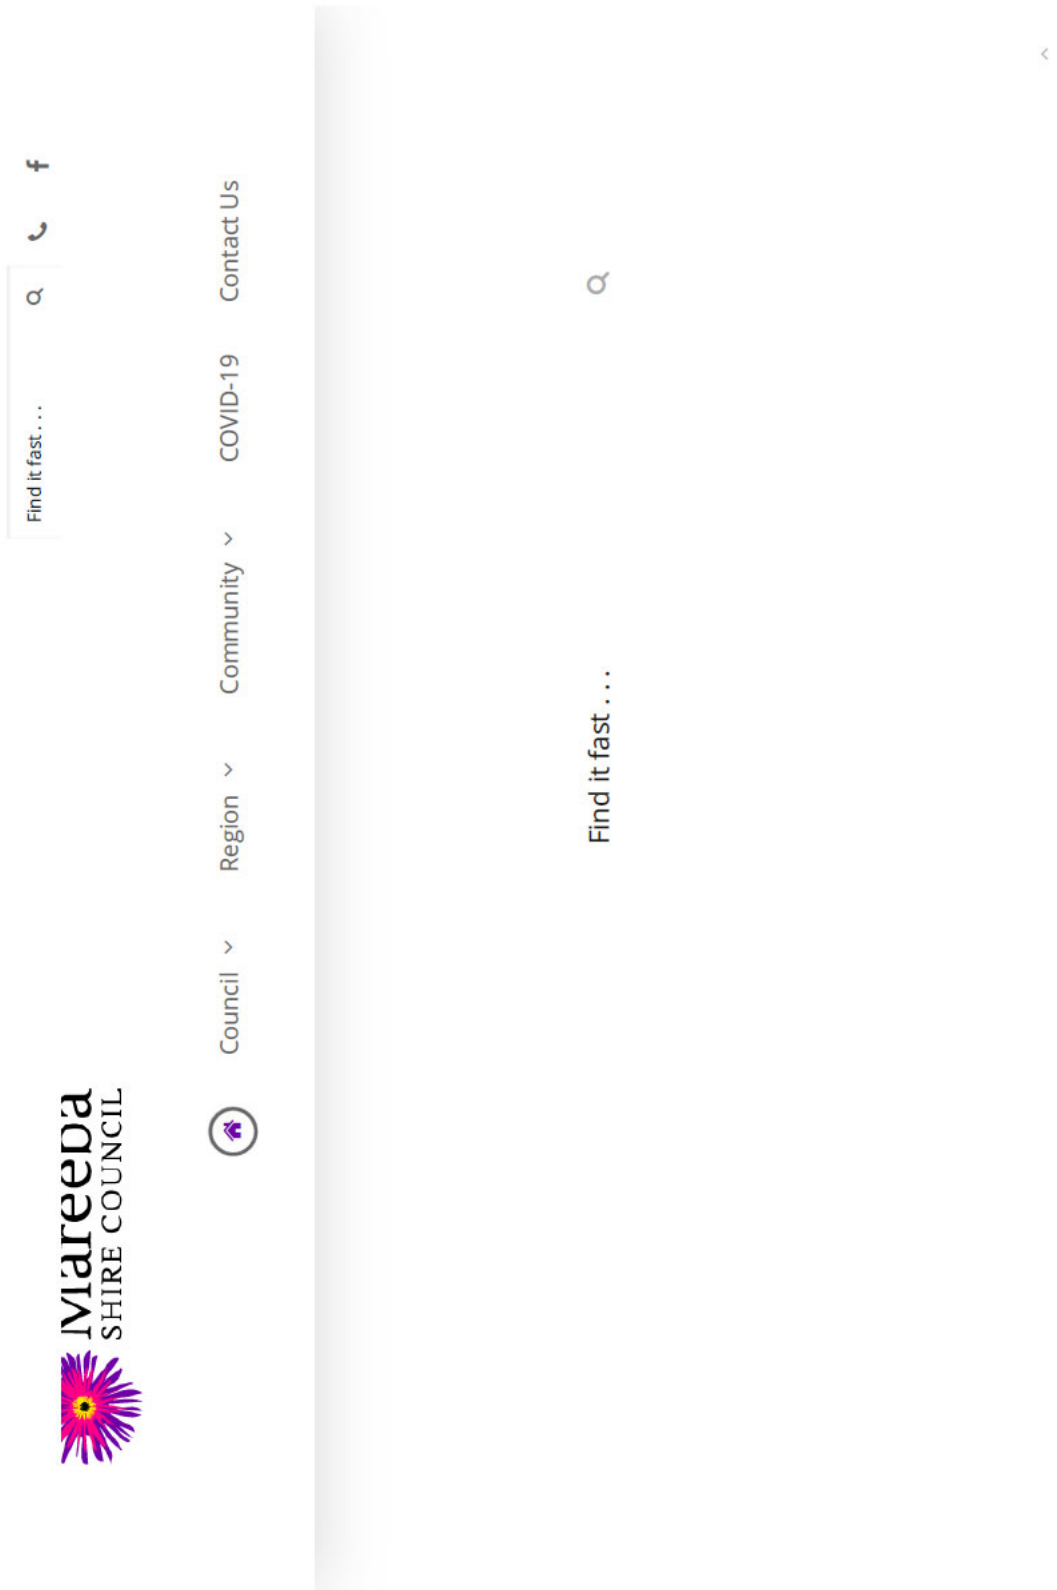 Find it fast . . .
Mareeba
SHIRE COUNCIL
Council Region Community COVID-19 Contact Us
Find it fast . . .